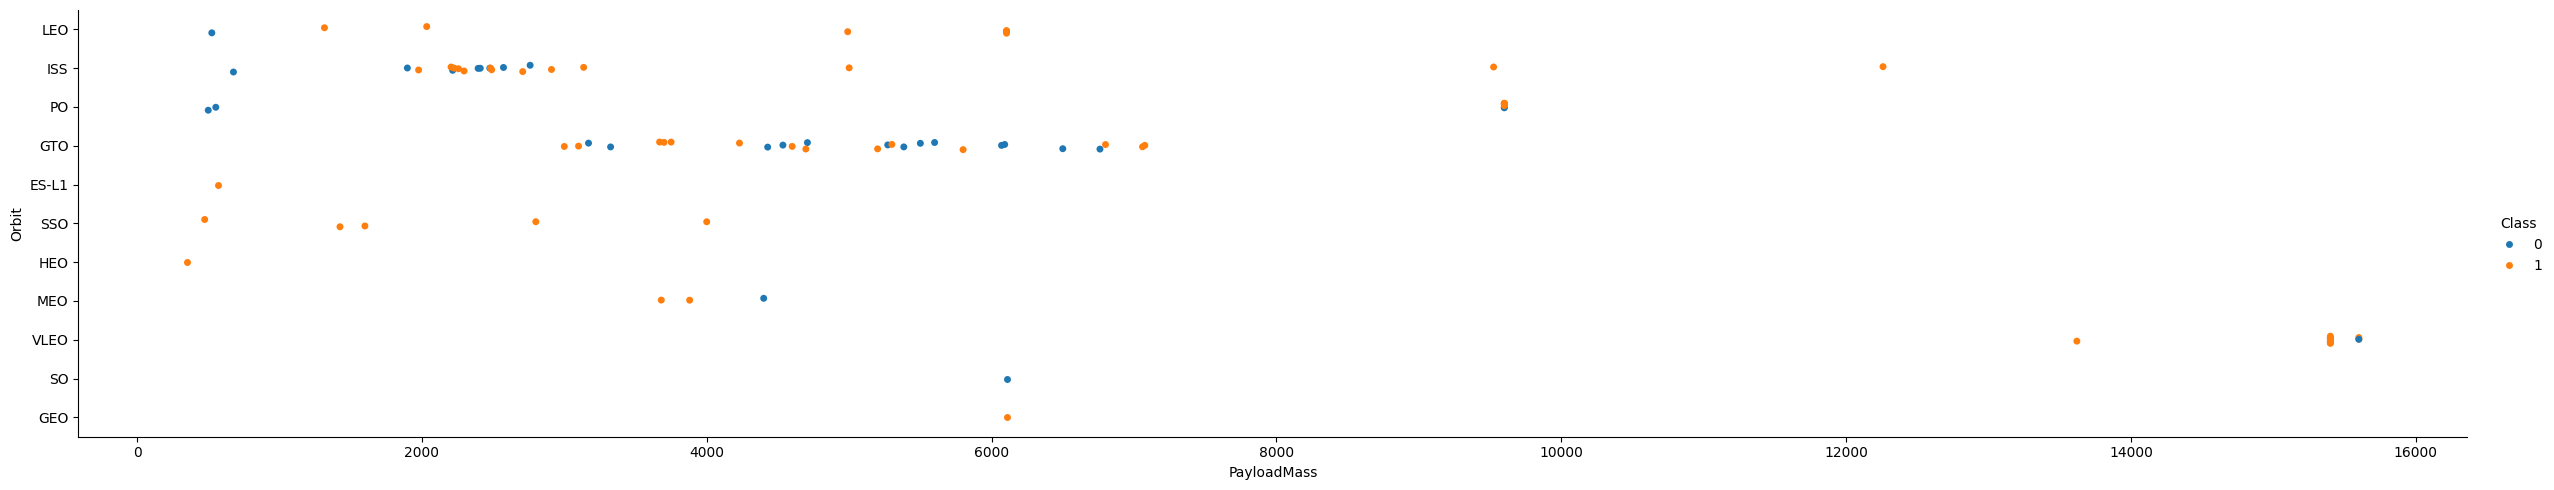 LEO
ISS
PO
GTO
ES-L1
SSO
HEO
MEO
VLEO
SO
GEO
Orbit
0 2000 4000 6000 8000 10000 12000 14000 16000
PayloadMass
Class
0
1